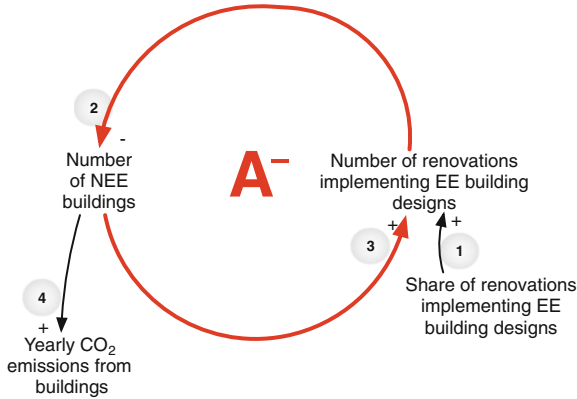 2
-
Number
of NEE
buildings
A⁻
Number of renovations
implementing EE building
designs
+
+
3
1
Share of renovations
implementing EE
building designs
4
+
Yearly CO₂
emissions from
buildings